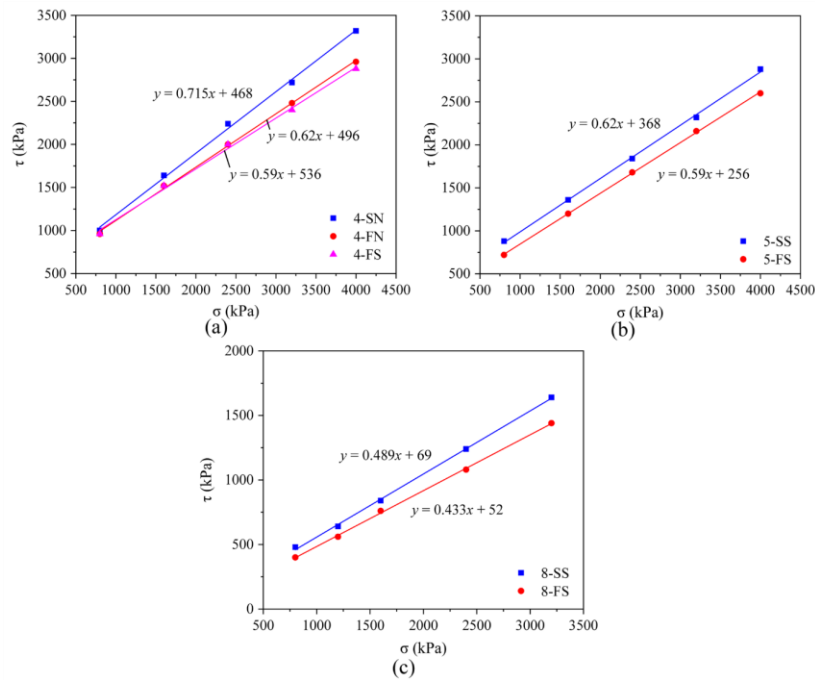 3500
3000
2500
2000
1500
1000
500
τ (kPa)
y = 0.715x + 468
y = 0.62x + 496
y = 0.59x + 536
4-SN
4-FN
4-FS
500 1000 1500 2000 2500 3000 3500 4000 4500
σ (kPa)
(a)
3500
3000
2500
2000
1500
1000
500
τ (kPa)
y = 0.62x + 368
y = 0.59x + 256
5-SS
5-FS
500 1000 1500 2000 2500 3000 3500 4000 4500
σ (kPa)
(b)
2000
1500
1000
500
0
τ (kPa)
y = 0.489x + 69
y = 0.433x + 52
8-SS
8-FS
500 1000 1500 2000 2500 3000 3500
σ (kPa)
(c)